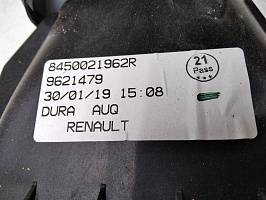 8450021962R
9621479
30/01/19 15:08
DURA AUQ
RENAULT
21
Pass